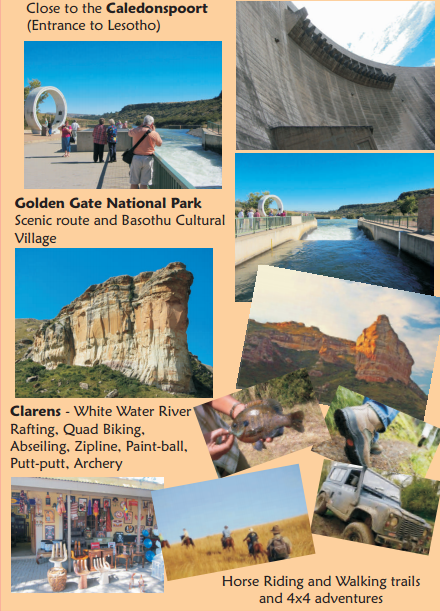 Close to the Caledonspoort
(Entrance to Lesotho)
Golden Gate National Park
Scenic route and Basothu Cultural
Village
Clarens - White Water River
Rafting, Quad Biking,
Abseiling, Zipline, Paint-ball,
Putt-putt, Archery
Horse Riding and Walking trails
and 4x4 adventures